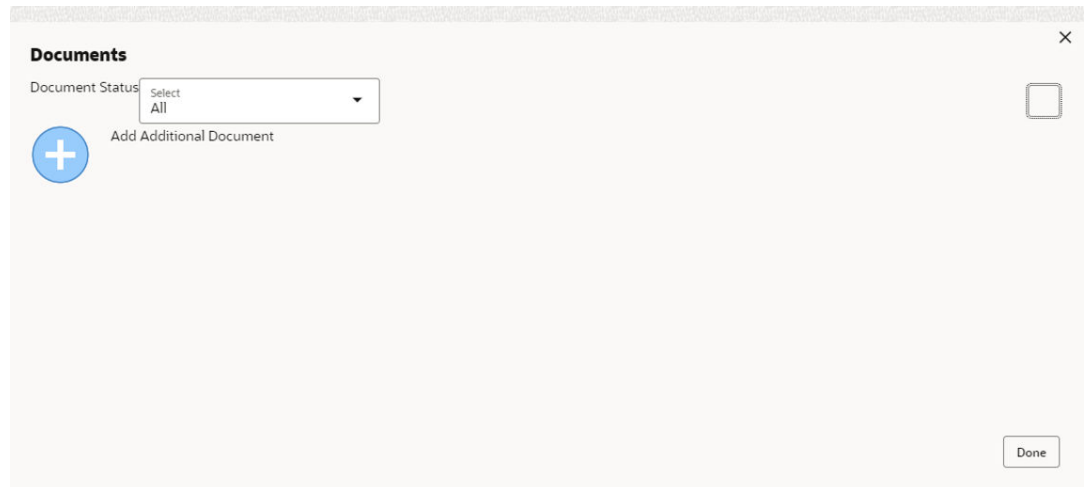 Documents
Document Status
Select
All
Add Additional Document
Done